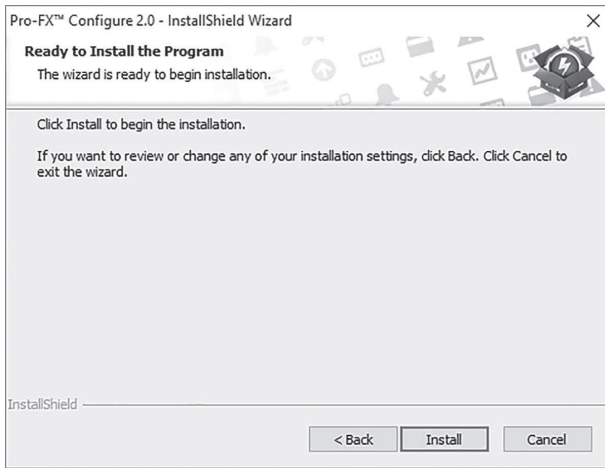 Pro-FX™ Configure 2.0 - InstallShield Wizard
Ready to Install the Program
The wizard is ready to begin installation.
Click Install to begin the installation.
If you want to review or change any of your installation settings, click Back. Click Cancel to
exit the wizard.
InstallShield
< Back
Install
Cancel